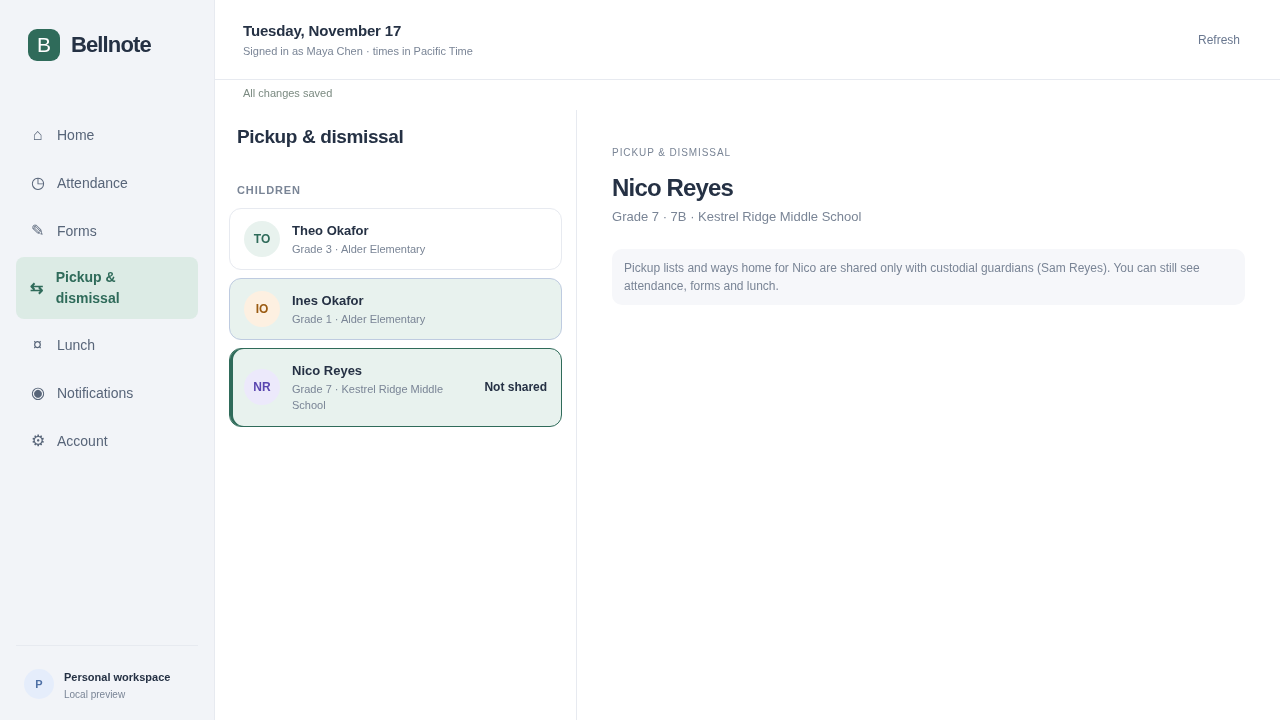 B Bellnote
Home
Attendance
Forms
Pickup &
dismissal
Lunch
Notifications
Account
P
Personal workspace
Local preview
Tuesday, November 17
Signed in as Maya Chen · times in Pacific Time
Refresh
All changes saved
Pickup & dismissal
CHILDREN
TO
Theo Okafor
Grade 3 · Alder Elementary
IO
Ines Okafor
Grade 1 · Alder Elementary
NR
Nico Reyes
Grade 7 · Kestrel Ridge Middle
School
Not shared
PICKUP & DISMISSAL
Nico Reyes
Grade 7 · 7B · Kestrel Ridge Middle School
Pickup lists and ways home for Nico are shared only with custodial guardians (Sam Reyes). You can still see
attendance, forms and lunch.